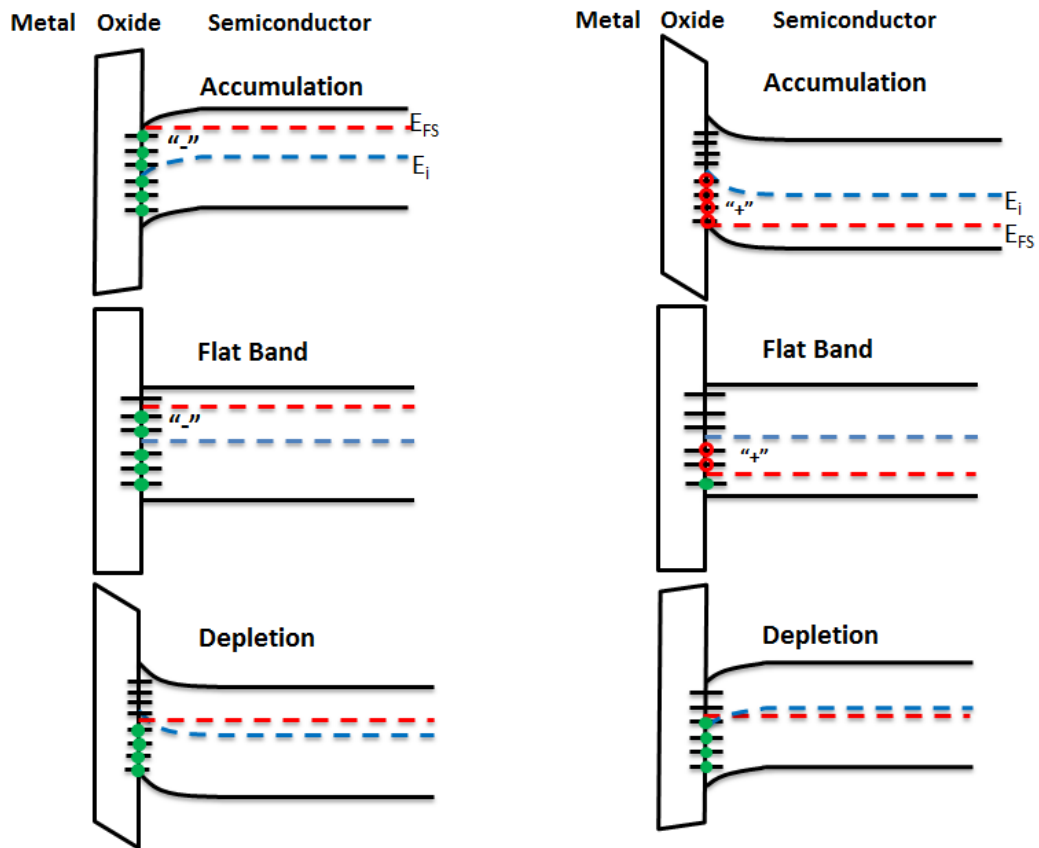 Metal Oxide Semiconductor
Accumulation
E_FS
"-"
E_i
Flat Band
"-"
Depletion
Metal Oxide Semiconductor
Accumulation
"+"
E_i
E_FS
Flat Band
"+"
Depletion